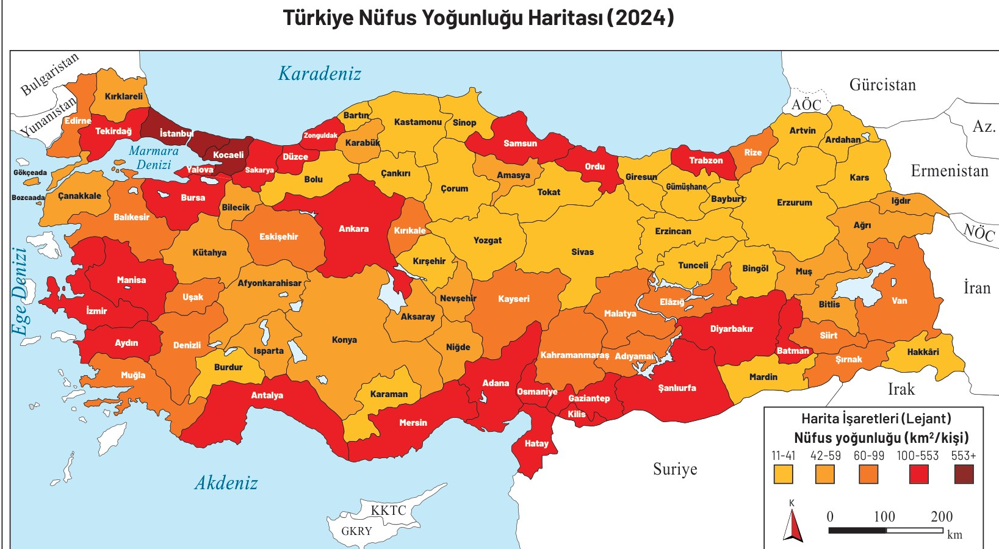 Türkiye Nüfus Yoğunluğu Haritası (2024)
Bulgaristan
Yunanistan
Karadeniz
Gürcistan
AÖC
Az.
Ermenistan
NÖC
İran
Irak
Suriye
Akdeniz
Ege Denizi
Marmara
Denizi
KKTC
GKRY
Kırklareli
Edirne
Tekirdağ
İstanbul
Kocaeli
Yalova
Sakarya
Düzce
Zonguldak
Bartın
Karabük
Kastamonu
Sinop
Samsun
Ordu
Giresun
Trabzon
Rize
Artvin
Ardahan
Gökçeada
Bozcaada
Çanakkale
Balıkesir
Bursa
Bilecik
Bolu
Çankırı
Çorum
Amasya
Tokat
Gümüşhane
Bayburt
Erzurum
Kars
Iğdır
Ağrı
Kütahya
Eskişehir
Ankara
Kırıkale
Kırşehir
Yozgat
Sivas
Erzincan
Tunceli
Bingöl
Muş
Bitlis
Van
Manisa
İzmir
Uşak
Afyonkarahisar
Nevşehir
Aksaray
Kayseri
Malatya
Elâzığ
Diyarbakır
Batman
Siirt
Şırnak
Hakkâri
Aydın
Denizli
Muğla
Burdur
Isparta
Konya
Niğde
Kahramanmaraş
Adıyaman
Mardin
Şanlıurfa
Antalya
Karaman
Mersin
Adana
Osmaniye
Gaziantep
Kilis
Hatay
Harita İşaretleri (Lejant)
Nüfus yoğunluğu (km²/kişi)
11-41 42-59 60-99 100-553 553+
K
0 100 200
km